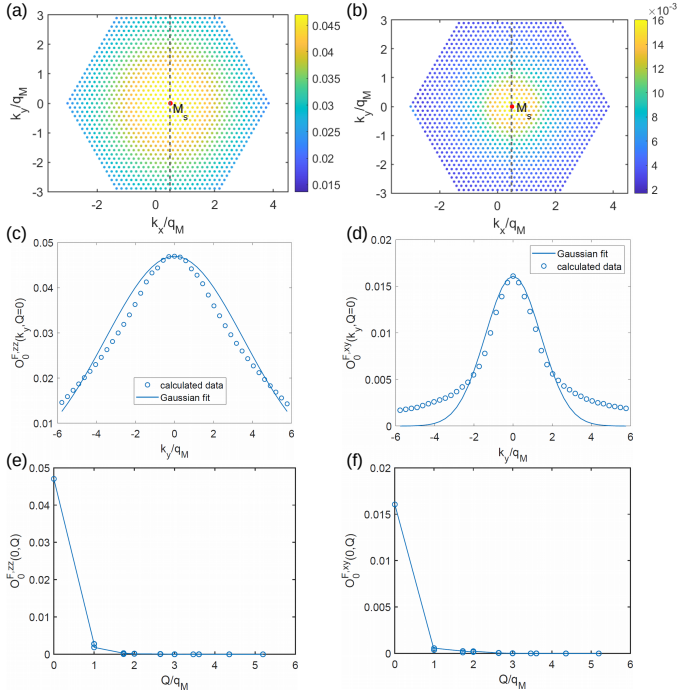 (a)
3
2
1
0
-1
-2
-3
k_y/q_M
-2 0 2 4
k_x/q_M
M_s
0.045
0.04
0.035
0.03
0.025
0.02
0.015
(b)
3
2
1
0
-1
-2
-3
k_y/q_M
-2 0 2 4
k_x/q_M
M_s
×10^-3
16
14
12
10
8
6
4
2
(c)
0.05
0.04
0.03
0.02
0.01
O_0^{F,zz}(k_y,Q=0)
calculated data
Gaussian fit
-6 -4 -2 0 2 4 6
k_y/q_M
(d)
0.02
0.015
0.01
0.005
0
O_0^{F,xy}(k_y,Q=0)
Gaussian fit
calculated data
-6 -4 -2 0 2 4 6
k_y/q_M
(e)
0.05
0.04
0.03
0.02
0.01
0
O_0^{F,zz}(0,Q)
0 1 2 3 4 5 6
Q/q_M
(f)
0.02
0.015
0.01
0.005
0
O_0^{F,xy}(0,Q)
0 1 2 3 4 5 6
Q/q_M